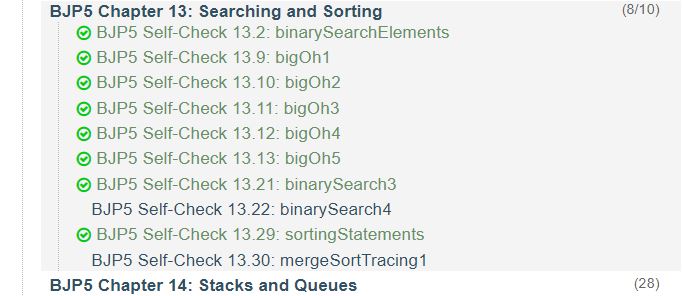 BJP5 Chapter 13: Searching and Sorting (8/10)
BJP5 Self-Check 13.2: binarySearchElements
BJP5 Self-Check 13.9: bigOh1
BJP5 Self-Check 13.10: bigOh2
BJP5 Self-Check 13.11: bigOh3
BJP5 Self-Check 13.12: bigOh4
BJP5 Self-Check 13.13: bigOh5
BJP5 Self-Check 13.21: binarySearch3
BJP5 Self-Check 13.22: binarySearch4
BJP5 Self-Check 13.29: sortingStatements
BJP5 Self-Check 13.30: mergeSortTracing1
BJP5 Chapter 14: Stacks and Queues (28)